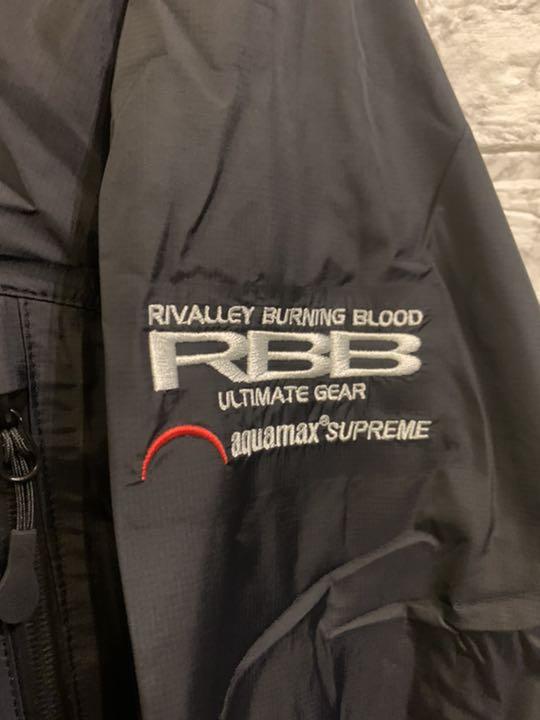 RIVALLEY BURNING BLOOD
RBB
ULTIMATE GEAR
aquamax® SUPREME